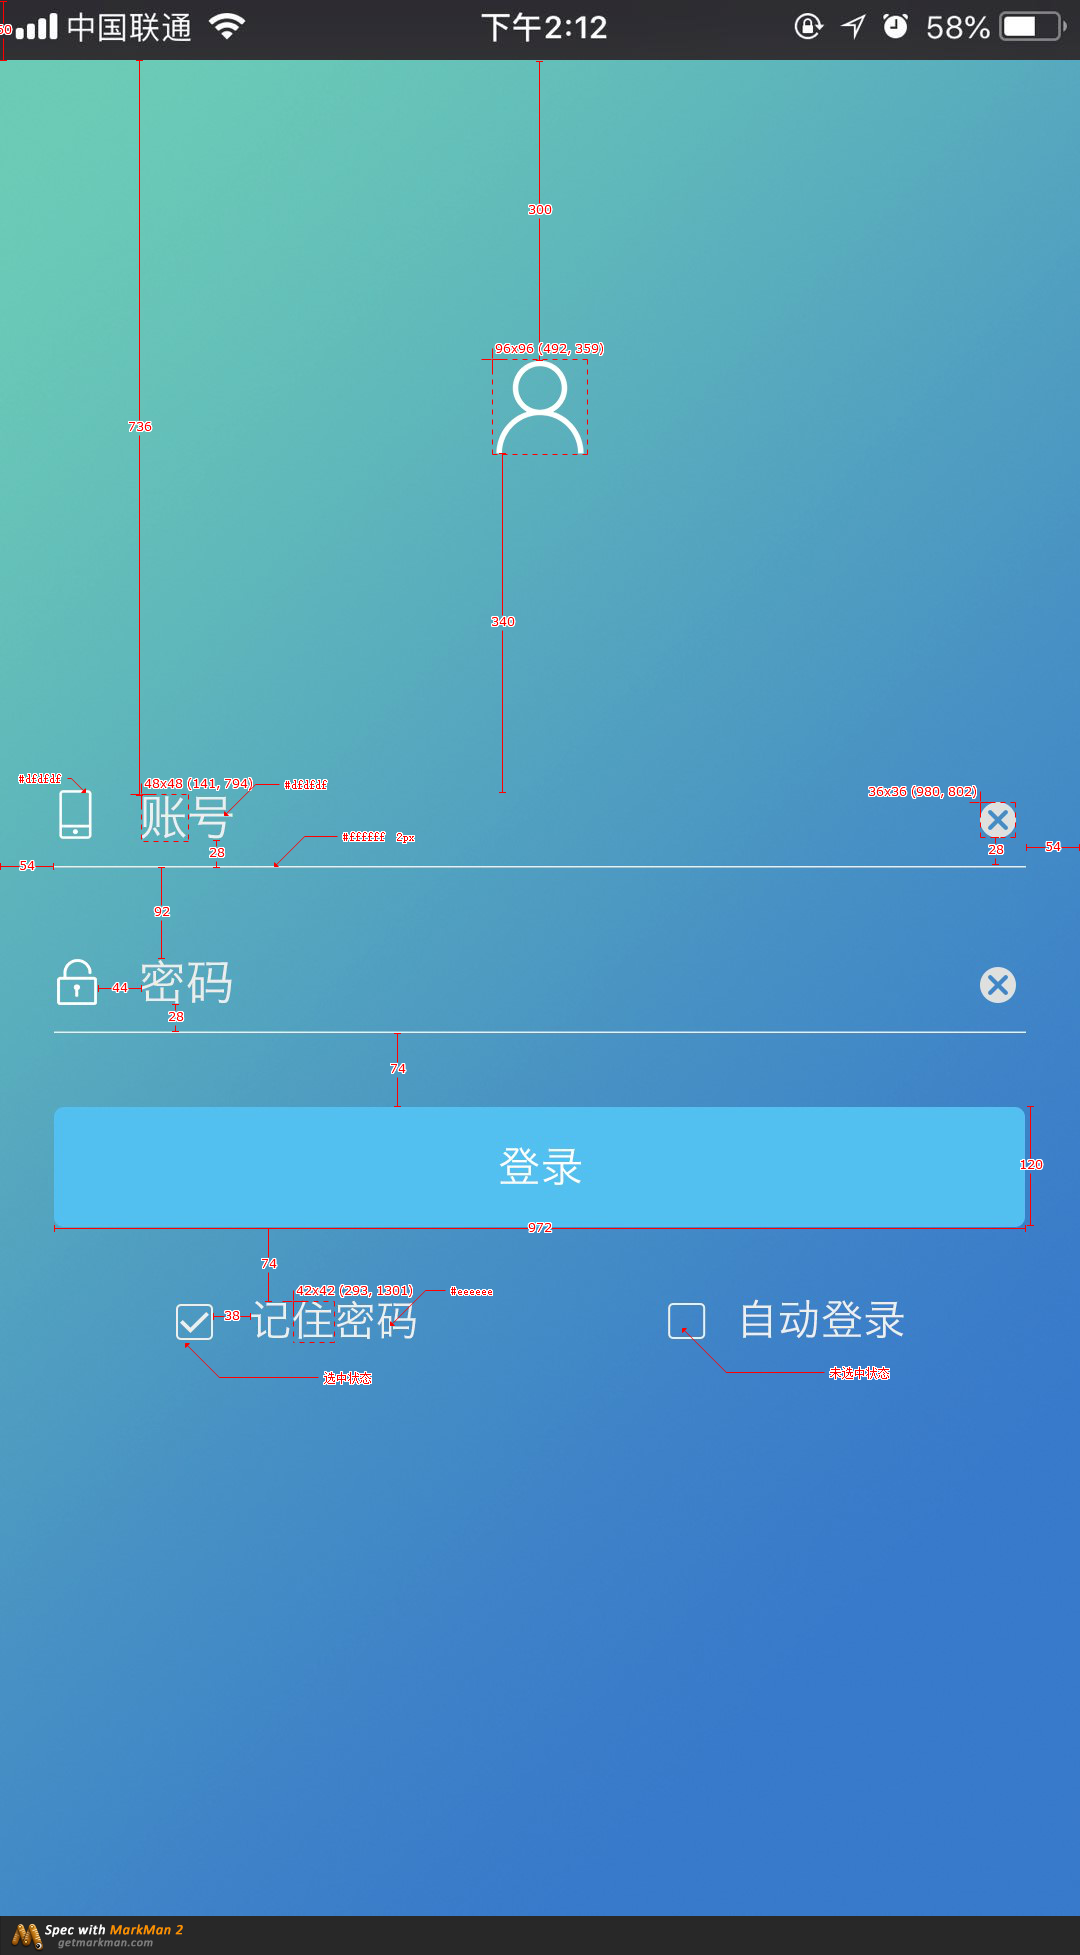 60 中国联通 下午2:12 58%
300
96x96 (492, 359)
736
340
#dfdfdf 48x48 (141, 794) #dfdfdf 36x36 (980, 802)
账号
#ffffff 2px
28 28 54
54
92
密码
44
28
74
登录
120
972
74
42x42 (293, 1301) #eeeeee
38 记住密码 自动登录
选中状态 未选中状态
Spec with MarkMan 2
getmarkman.com